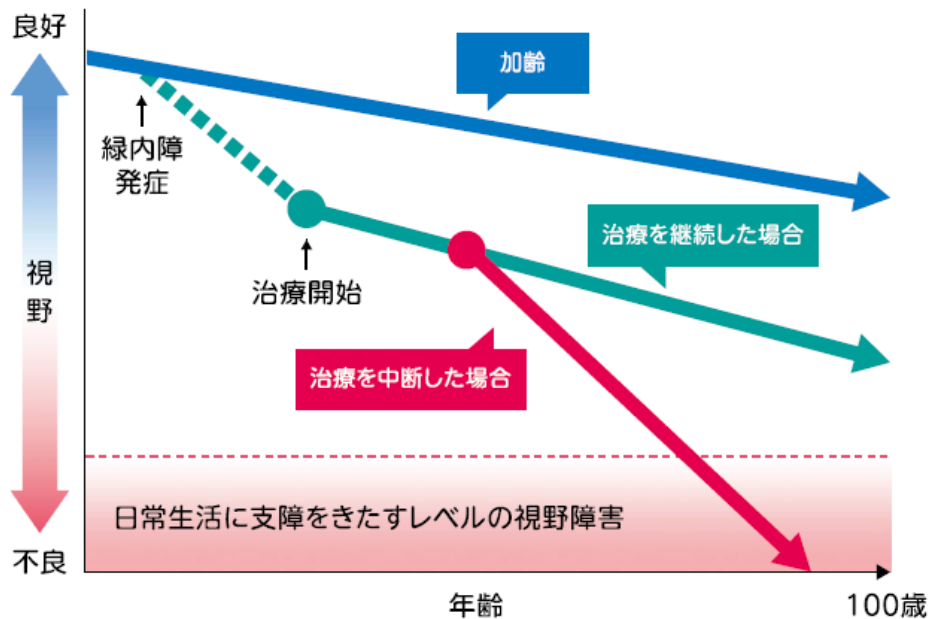 良好
加齢
緑内障
発症
治療を継続した場合
視
野
治療開始
治療を中断した場合
日常生活に支障をきたすレベルの視野障害
不良
年齢
100歳